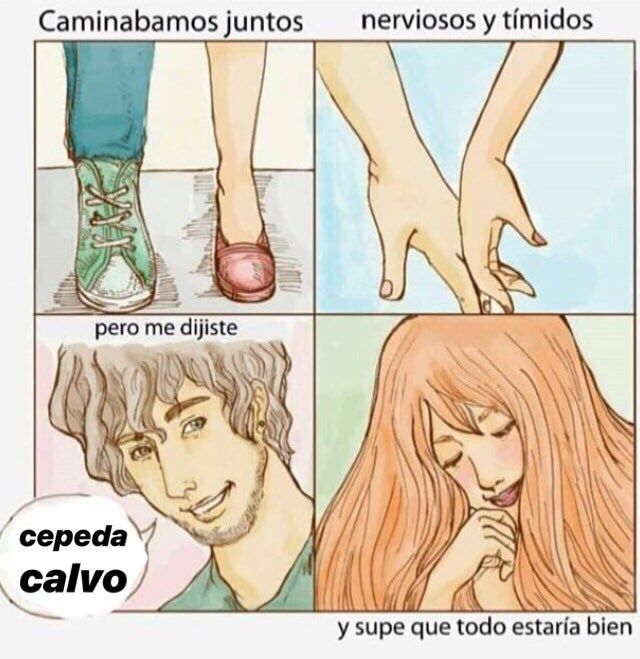 Caminabamos juntos
nerviosos y tímidos
pero me dijiste
cepeda
calvo
y supe que todo estaría bien